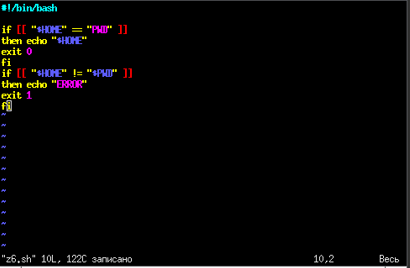 #!/bin/bash
if [[ "$HOME" == "PWD" ]]
then echo "$HOME"
exit 0
fi
if [[ "$HOME" != "$PWD" ]]
then echo "ERROR"
exit 1
fi
~
~
~
~
~
~
~
~
~
~
~
~
~
"z6.sh" 10L, 122C записано 10,2 Весь